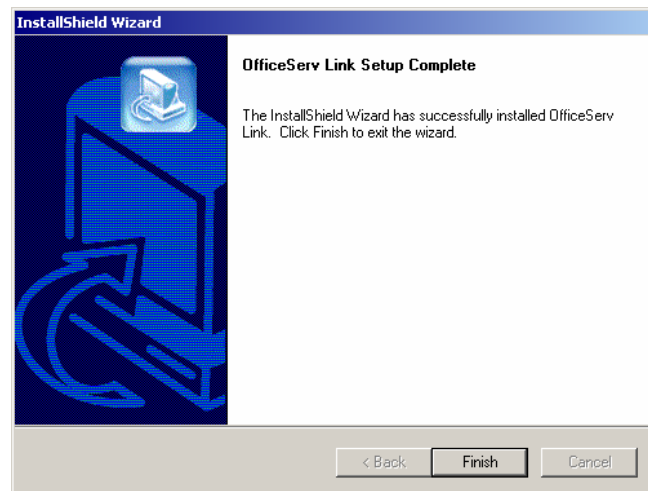 InstallShield Wizard
OfficeServ Link Setup Complete
The InstallShield Wizard has successfully installed OfficeServ
Link. Click Finish to exit the wizard.
< Back
Finish
Cancel